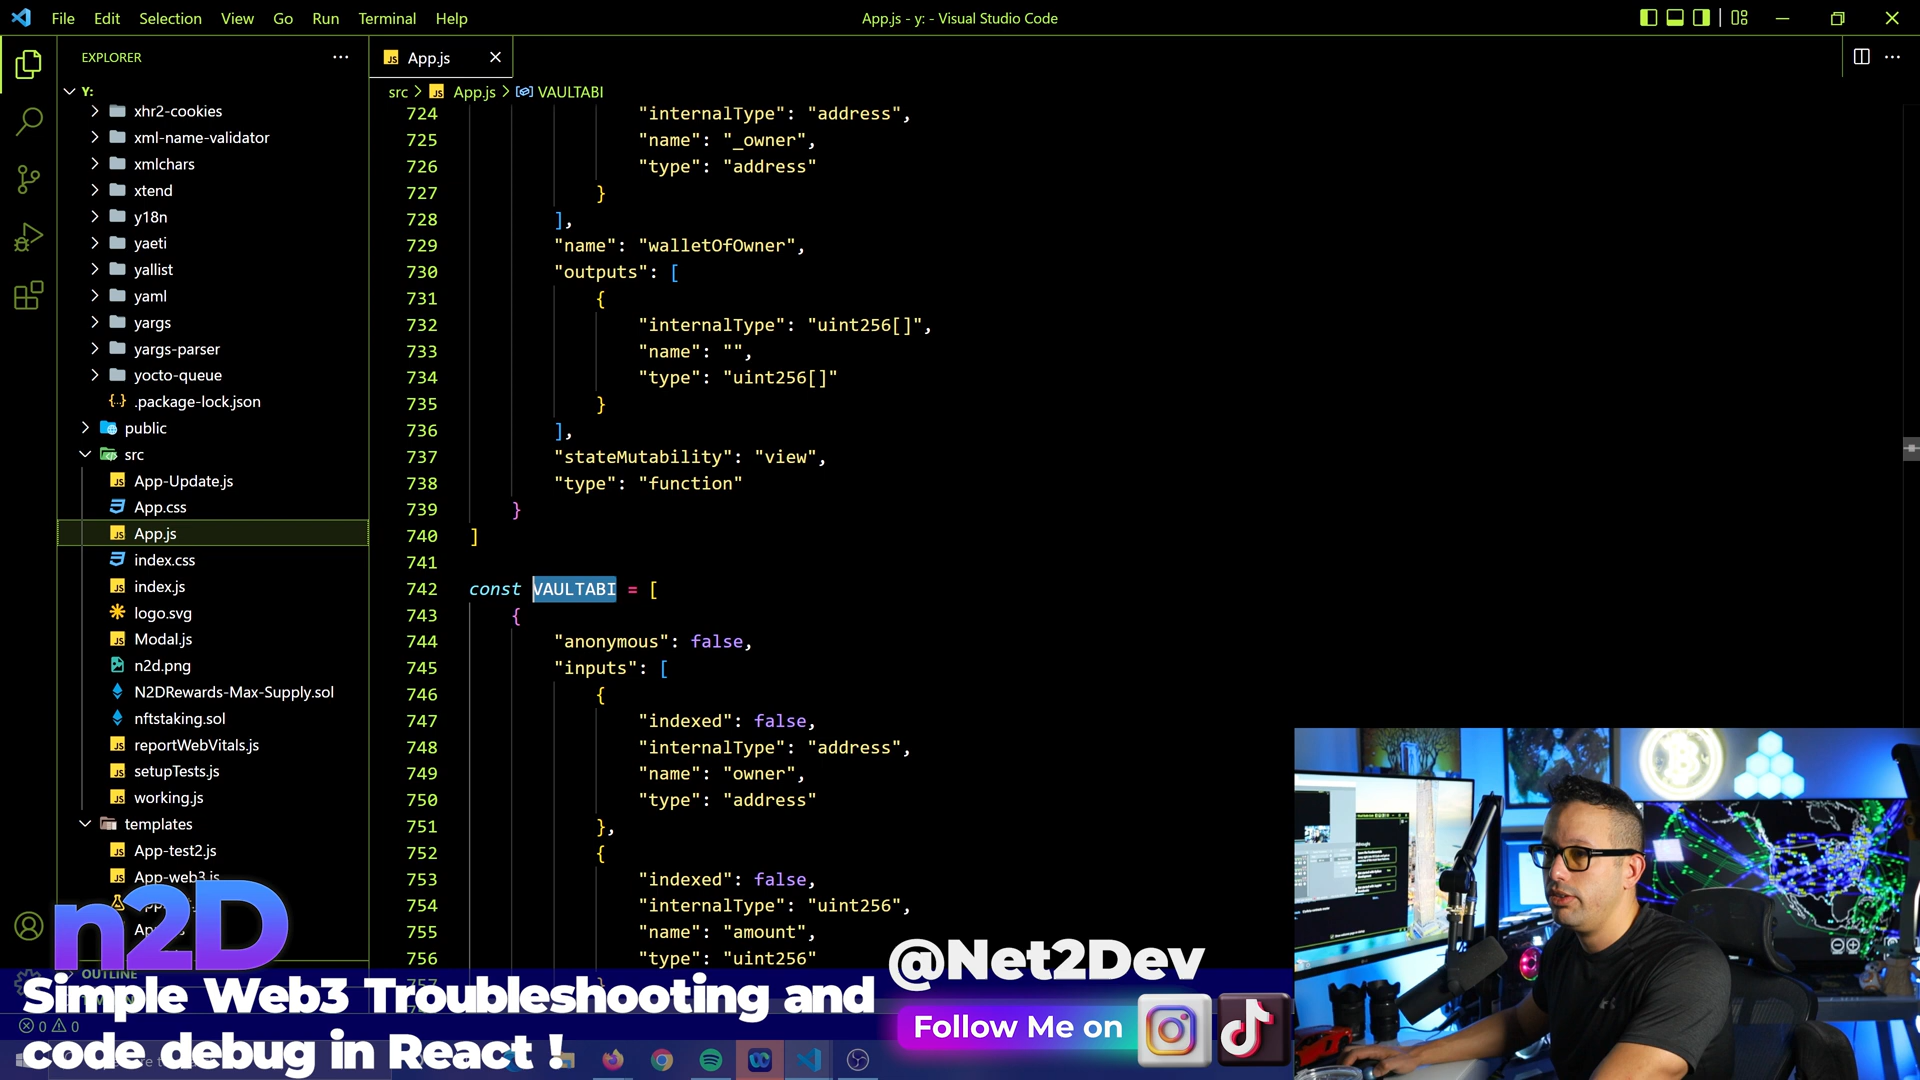 File Edit Selection View Go Run Terminal Help
App.js - y: - Visual Studio Code
EXPLORER
App.js
Y:
src > App.js > VAULTABI
xhr2-cookies
xml-name-validator
xmlchars
xtend
y18n
yaeti
yallist
yaml
yargs
yargs-parser
yocto-queue
.package-lock.json
public
src
App-Update.js
App.css
App.js
index.css
index.js
logo.svg
Modal.js
n2d.png
N2DRewards-Max-Supply.sol
nftstaking.sol
reportWebVitals.js
setupTests.js
working.js
templates
App-test2.js
App-web3.js
OUTLINE
724 "internalType": "address",
725 "name": "_owner",
726 "type": "address"
727 }
728 ],
729 "name": "walletOfOwner",
730 "outputs": [
731 {
732 "internalType": "uint256[]",
733 "name": "",
734 "type": "uint256[]"
735 }
736 ],
737 "stateMutability": "view",
738 "type": "function"
739 }
740 ]
741
742 const VAULTABI = [
743 {
744 "anonymous": false,
745 "inputs": [
746 {
747 "indexed": false,
748 "internalType": "address",
749 "name": "owner",
750 "type": "address"
751 },
752 {
753 "indexed": false,
754 "internalType": "uint256",
755 "name": "amount",
756 "type": "uint256"
0 0
n2D
Simple Web3 Troubleshooting and
code debug in React !
@Net2Dev
Follow Me on